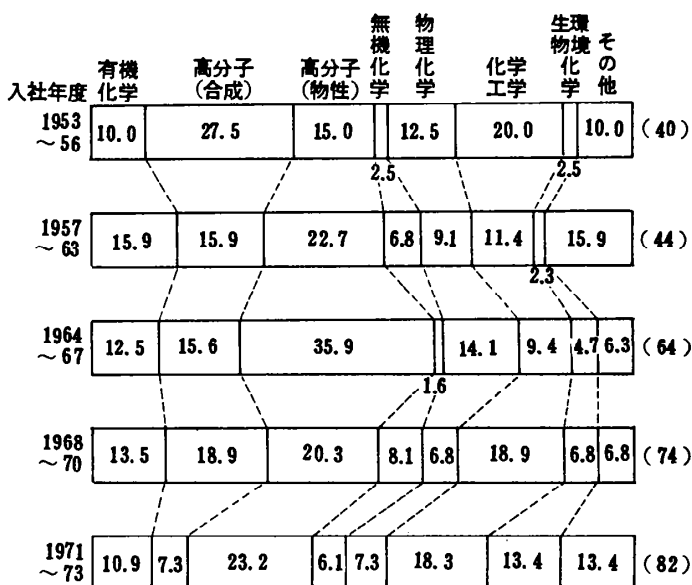 入社年度
有機
化学
高分子
(合成)
高分子
(物性)
無機化学
物理化学
化学
工学
生物化学
環境
その他
1953
～56
10.0 27.5 15.0 12.5 20.0 10.0 (40)
2.5 2.5
1957
～63
15.9 15.9 22.7 6.8 9.1 11.4 15.9 (44)
2.3
1964
～67
12.5 15.6 35.9 14.1 9.4 4.7 6.3 (64)
1.6
1968
～70
13.5 18.9 20.3 8.1 6.8 18.9 6.8 6.8 (74)
1971
～73
10.9 7.3 23.2 6.1 7.3 18.3 13.4 13.4 (82)